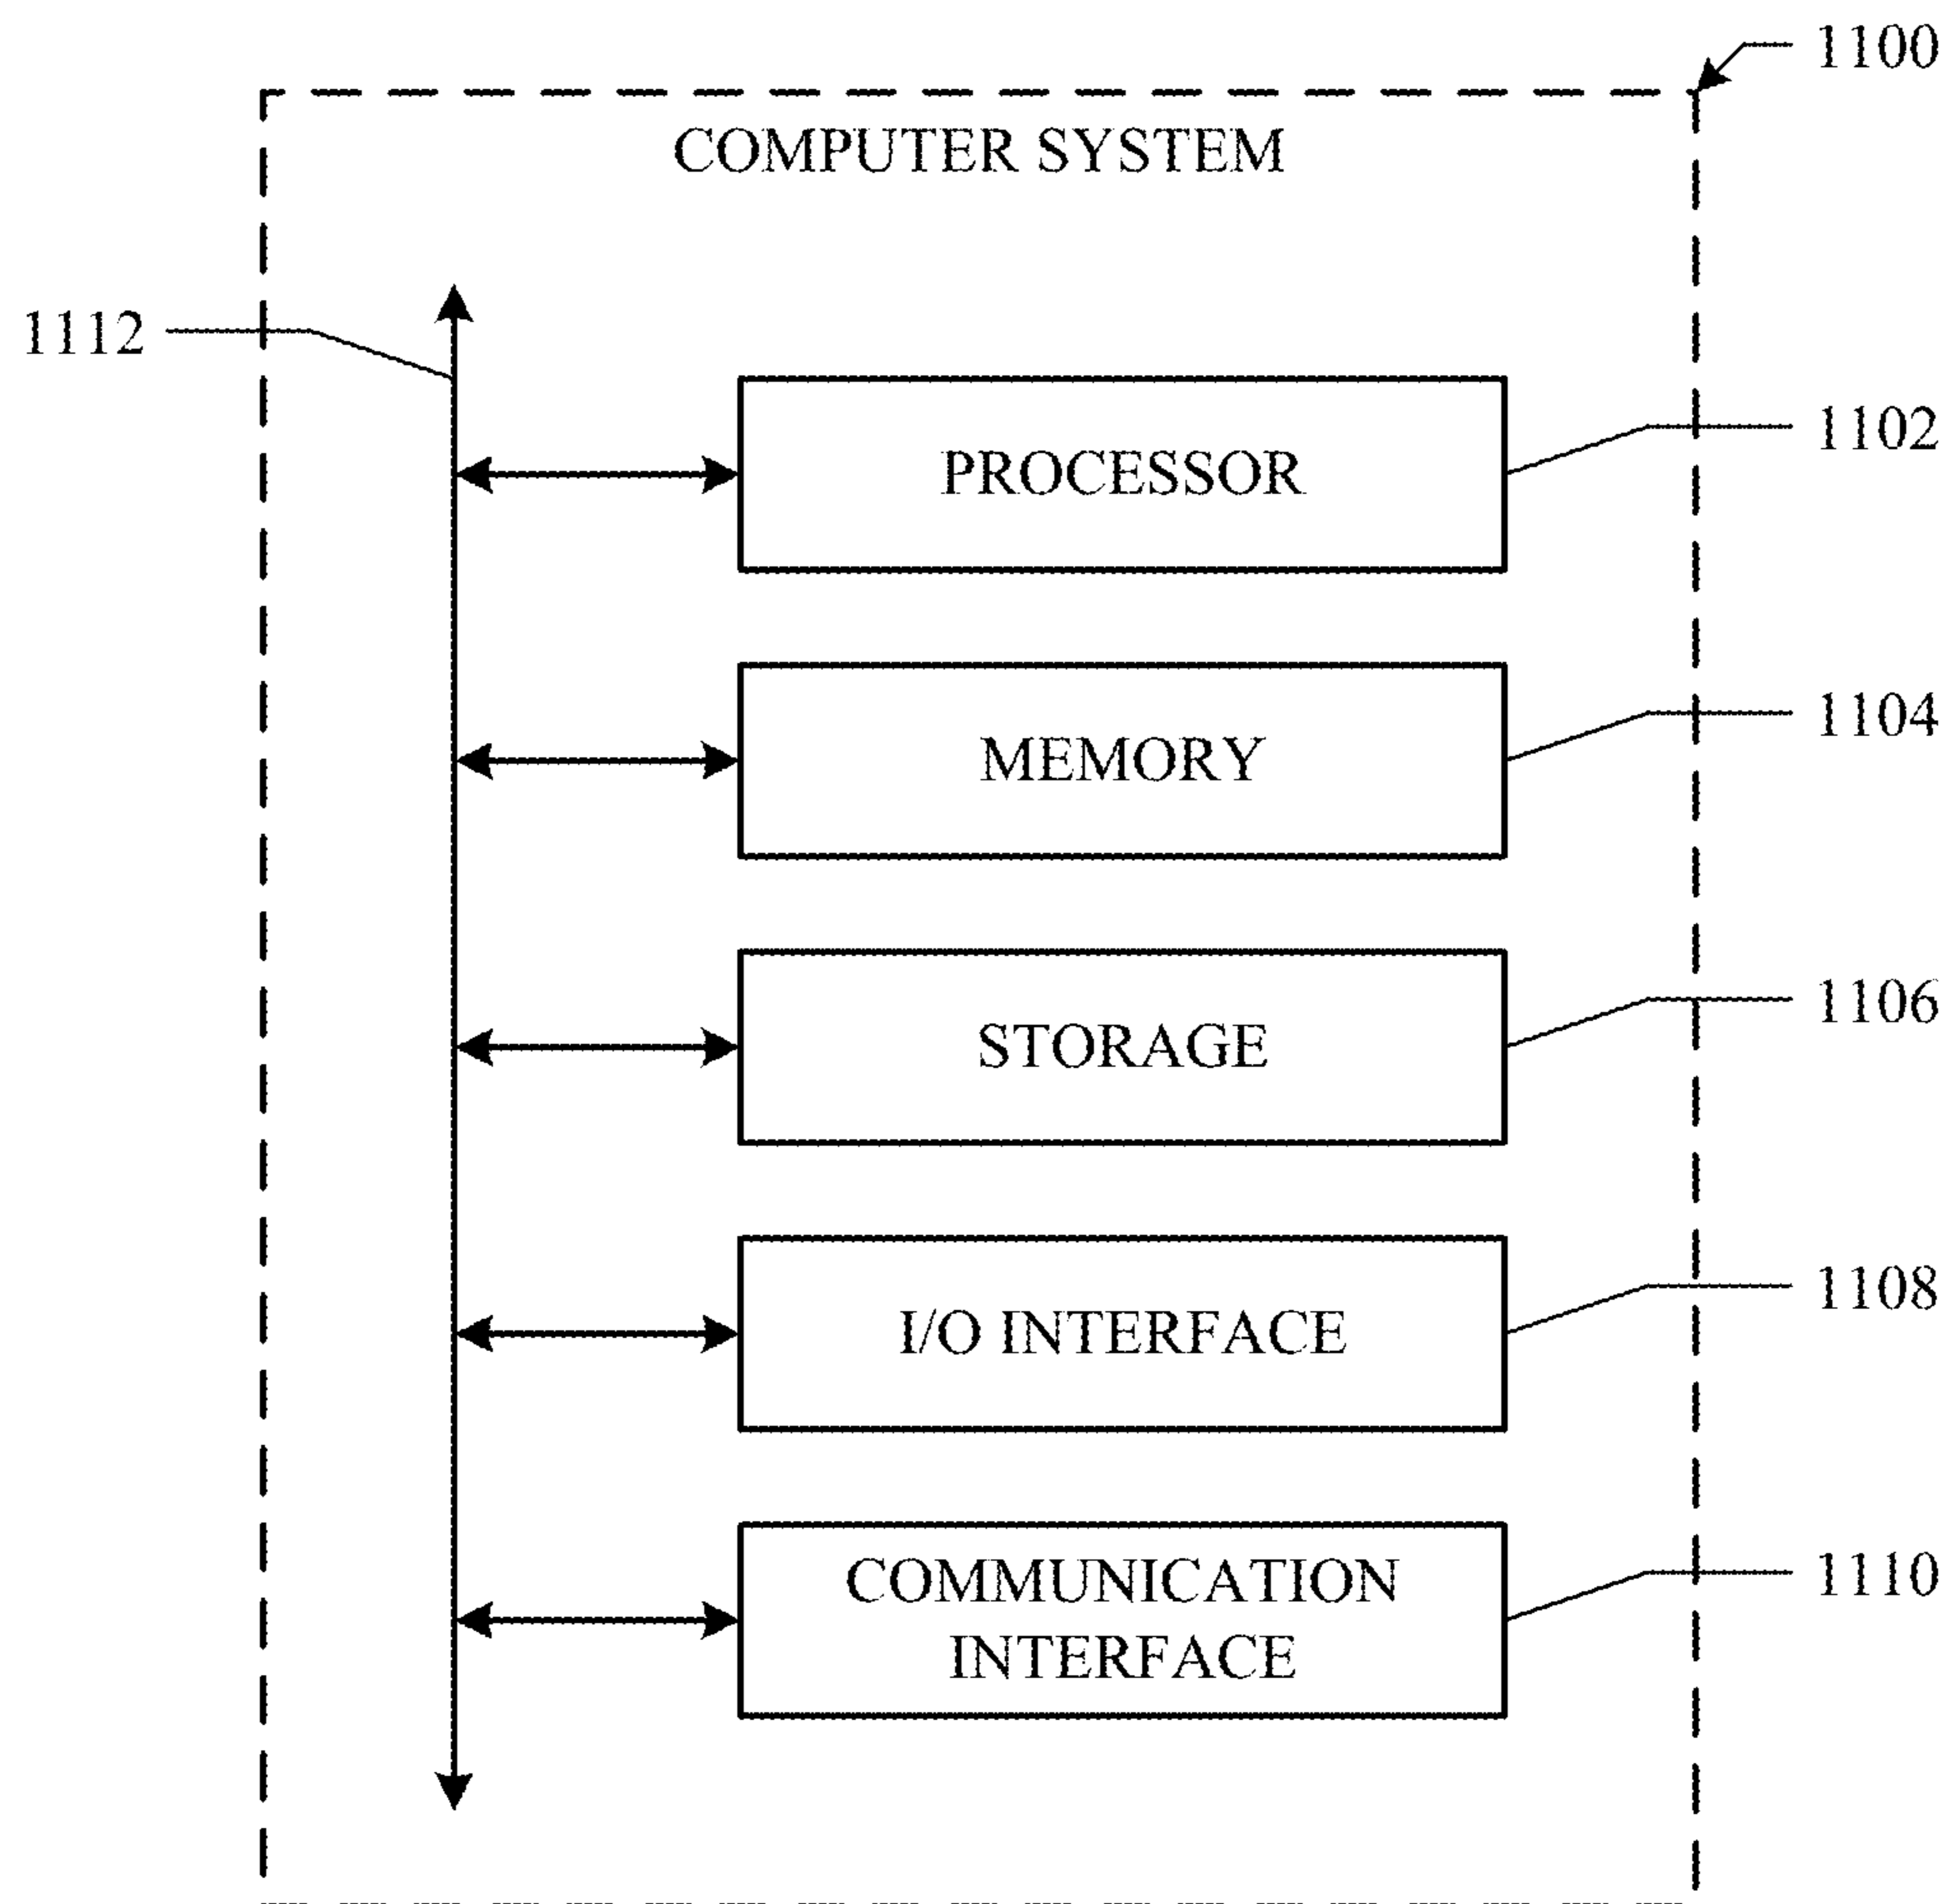 1100
COMPUTER SYSTEM
1112
1102
PROCESSOR
1104
MEMORY
1106
STORAGE
1108
I/O INTERFACE
1110
COMMUNICATION
INTERFACE